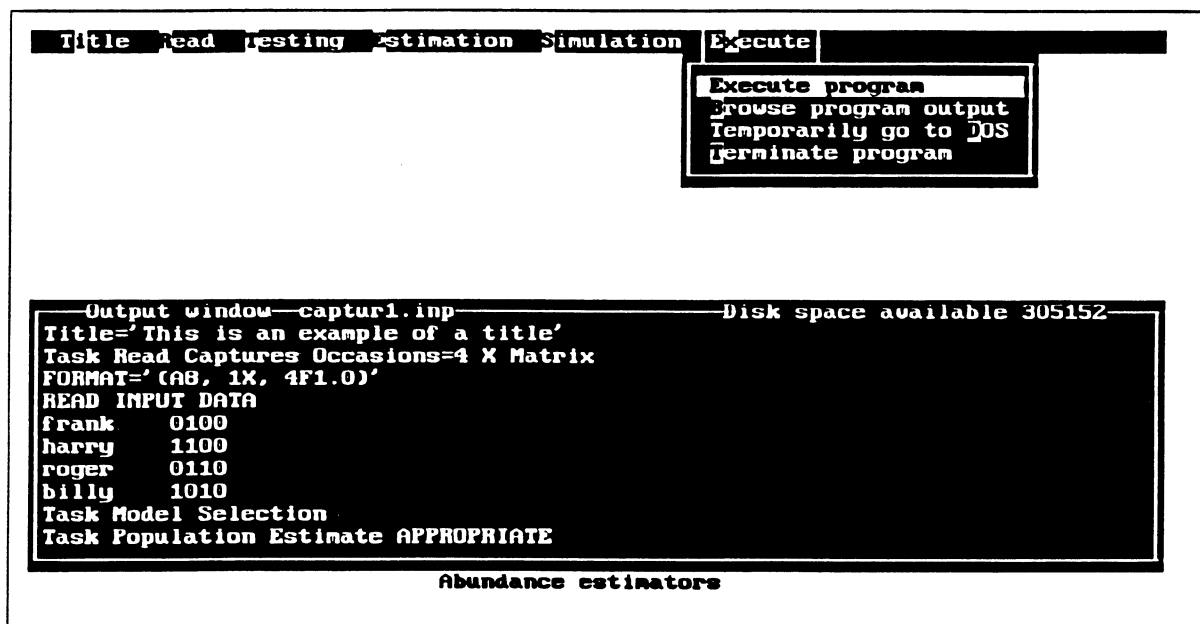 Title Read Testing Estimation Simulation Execute
Execute program
Browse program output
Temporarily go to DOS
Terminate program
Output window—captur1.inp Disk space available 305152
Title='This is an example of a title'
Task Read Captures Occasions=4 X Matrix
FORMAT='(A8, 1X, 4F1.0)'
READ INPUT DATA
frank 0100
harry 1100
roger 0110
billy 1010
Task Model Selection
Task Population Estimate APPROPRIATE
Abundance estimators